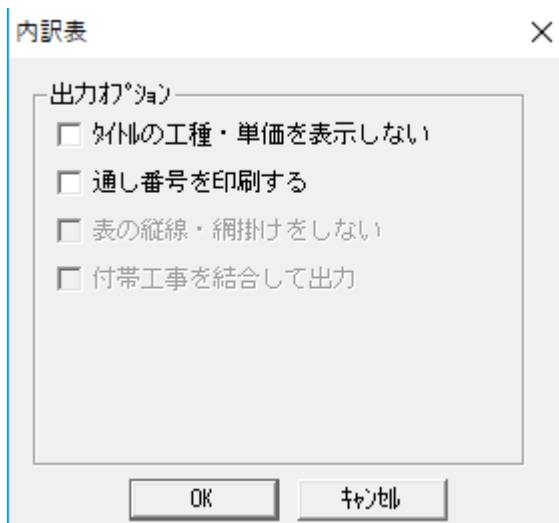 内訳表
出力ｵﾌﾟｼｮﾝ
ﾀｲﾄﾙの工種・単価を表示しない
通し番号を印刷する
表の縦線・網掛けをしない
付帯工事を結合して出力
OK
ｷｬﾝｾﾙ